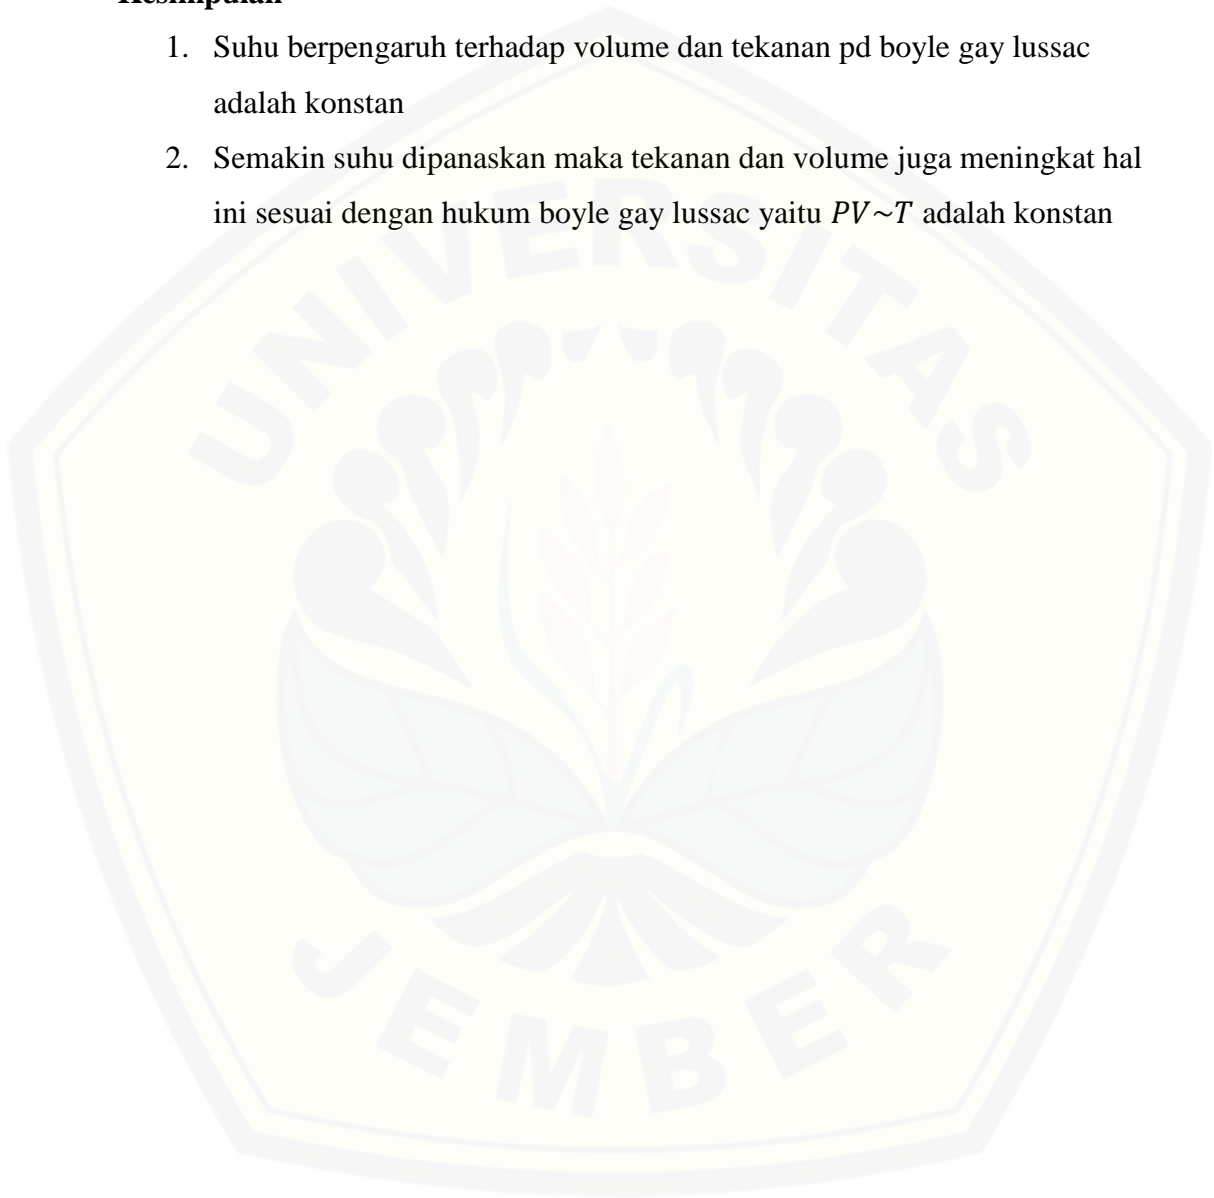 Kesimpulan
1. Suhu berpengaruh terhadap volume dan tekanan pd boyle gay lussac
adalah konstan
2. Semakin suhu dipanaskan maka tekanan dan volume juga meningkat hal
ini sesuai dengan hukum boyle gay lussac yaitu PV~T adalah konstan
UNIVERSITAS
JEMBER